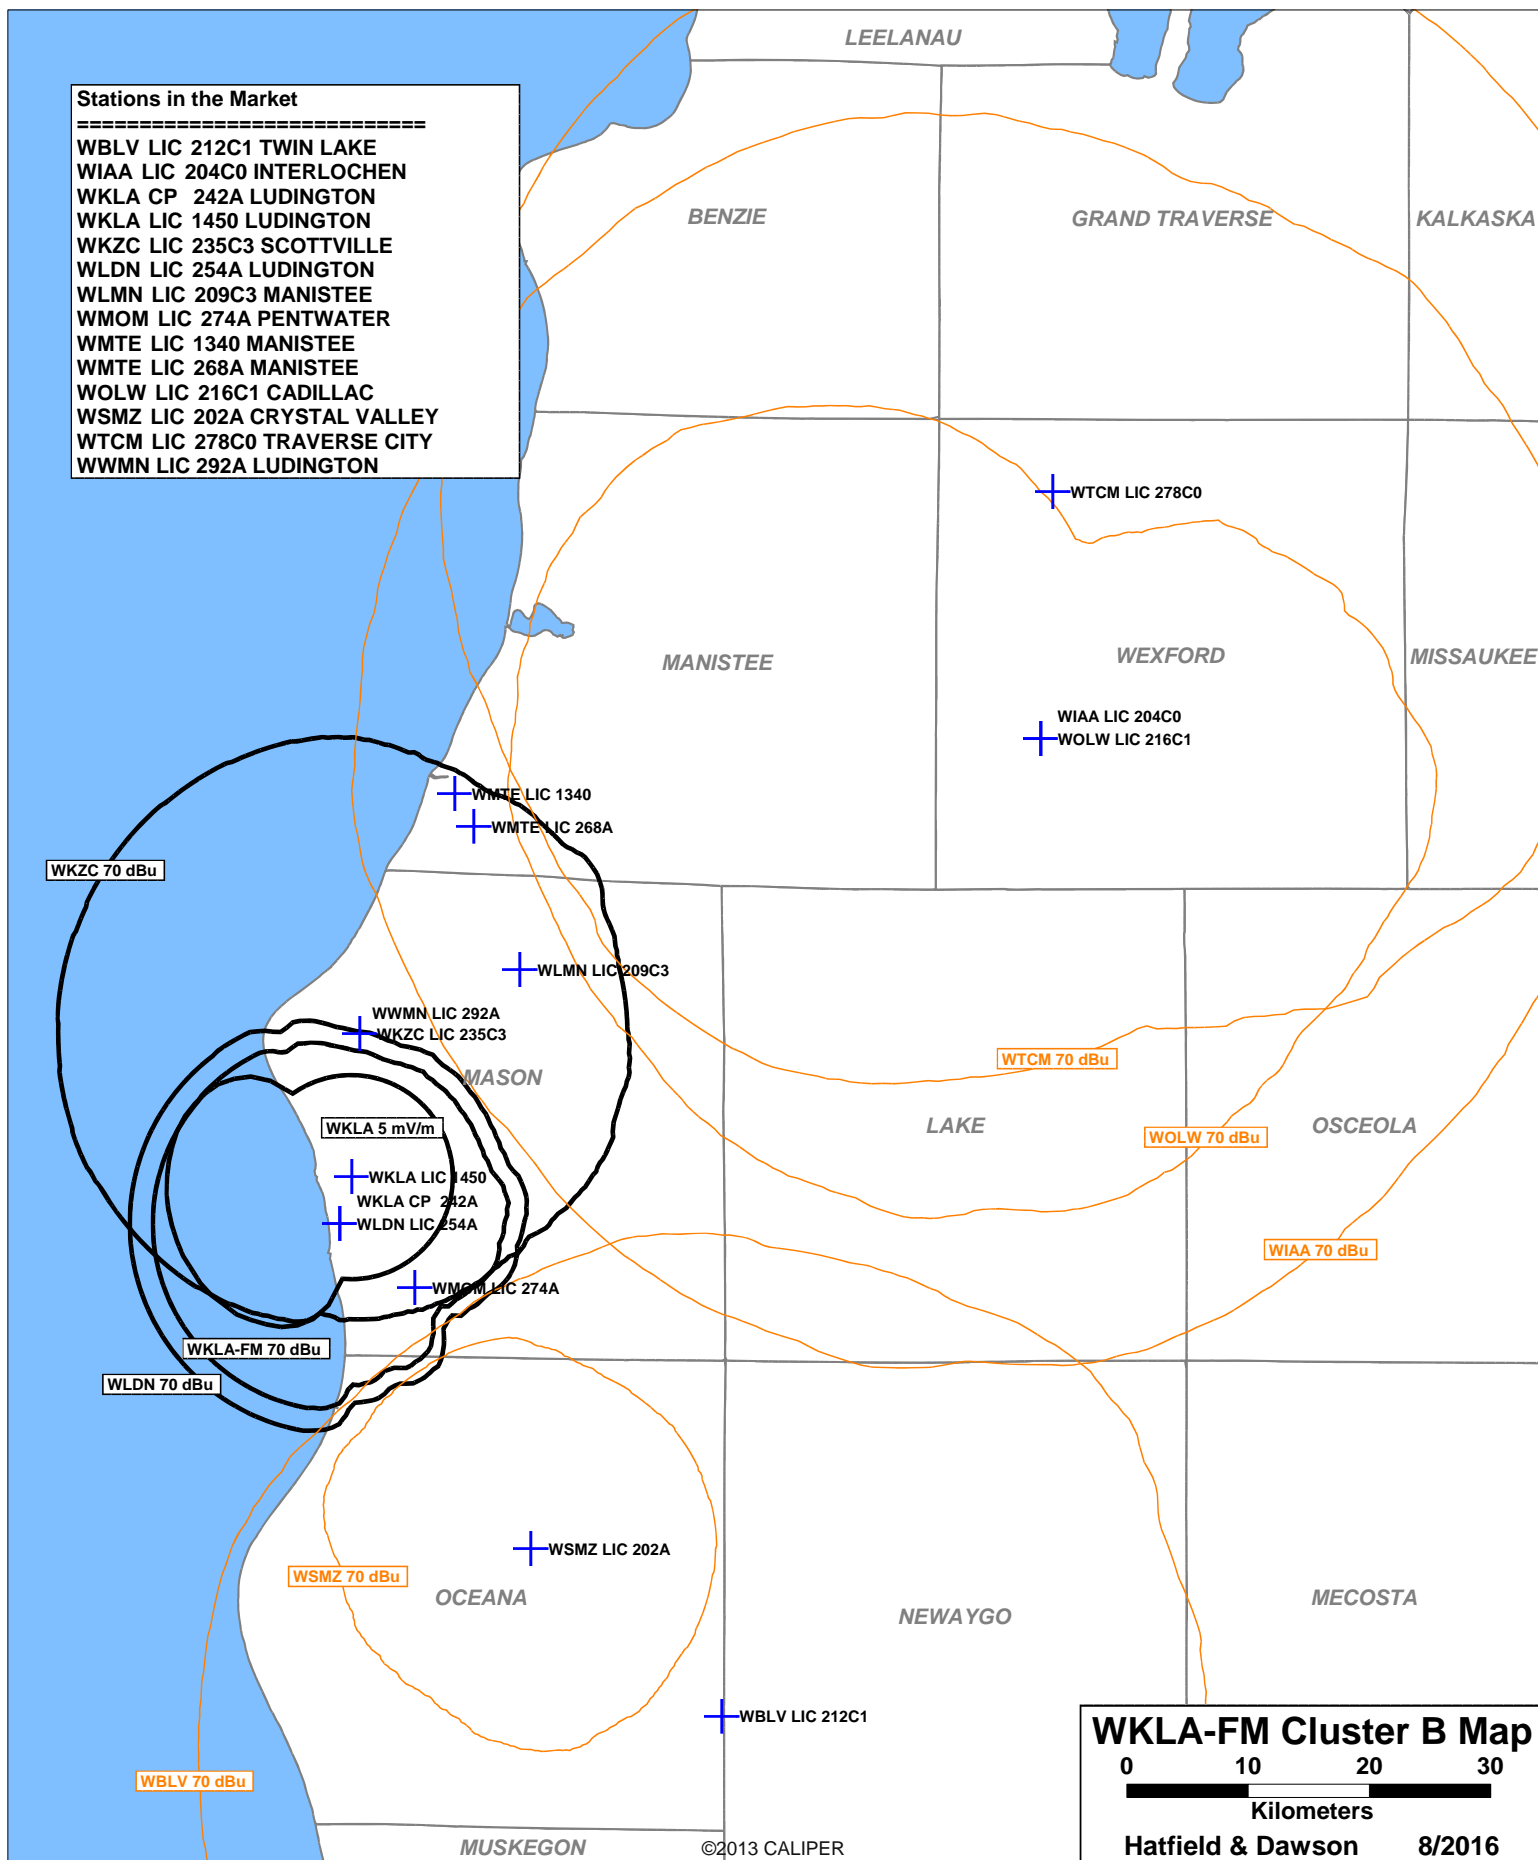 LEELANAU
Stations in the Market
============================
WBLV LIC 212C1 TWIN LAKE
WIAA LIC 204C0 INTERLOCHEN
WKLA CP 242A LUDINGTON
WKLA LIC 1450 LUDINGTON
WKZC LIC 235C3 SCOTTVILLE
WLDN LIC 254A LUDINGTON
WLMN LIC 209C3 MANISTEE
WMOM LIC 274A PENTWATER
WMTE LIC 1340 MANISTEE
WMTE LIC 268A MANISTEE
WOLW LIC 216C1 CADILLAC
WSMZ LIC 202A CRYSTAL VALLEY
WTCM LIC 278C0 TRAVERSE CITY
WWMN LIC 292A LUDINGTON
BENZIE
GRAND TRAVERSE
KALKASKA
WTCM LIC 278C0
MANISTEE
WEXFORD
MISSAUKEE
WIAA LIC 204C0
WOLW LIC 216C1
WMTE LIC 1340
WMTE LIC 268A
WKZC 70 dBu
WLMN LIC 209C3
WWMN LIC 292A
WKZC LIC 235C3
WTCM 70 dBu
MASON
WKLA 5 mV/m
LAKE
WOLW 70 dBu
OSCEOLA
WKLA LIC 1450
WKLA CP 242A
WLDN LIC 254A
WIAA 70 dBu
WMOM LIC 274A
WKLA-FM 70 dBu
WLDN 70 dBu
WSMZ LIC 202A
WSMZ 70 dBu
OCEANA
NEWAYGO
MECOSTA
WBLV LIC 212C1
WBLV 70 dBu
WKLA-FM Cluster B Map
0 10 20 30
Kilometers
Hatfield & Dawson 8/2016
MUSKEGON
©2013 CALIPER